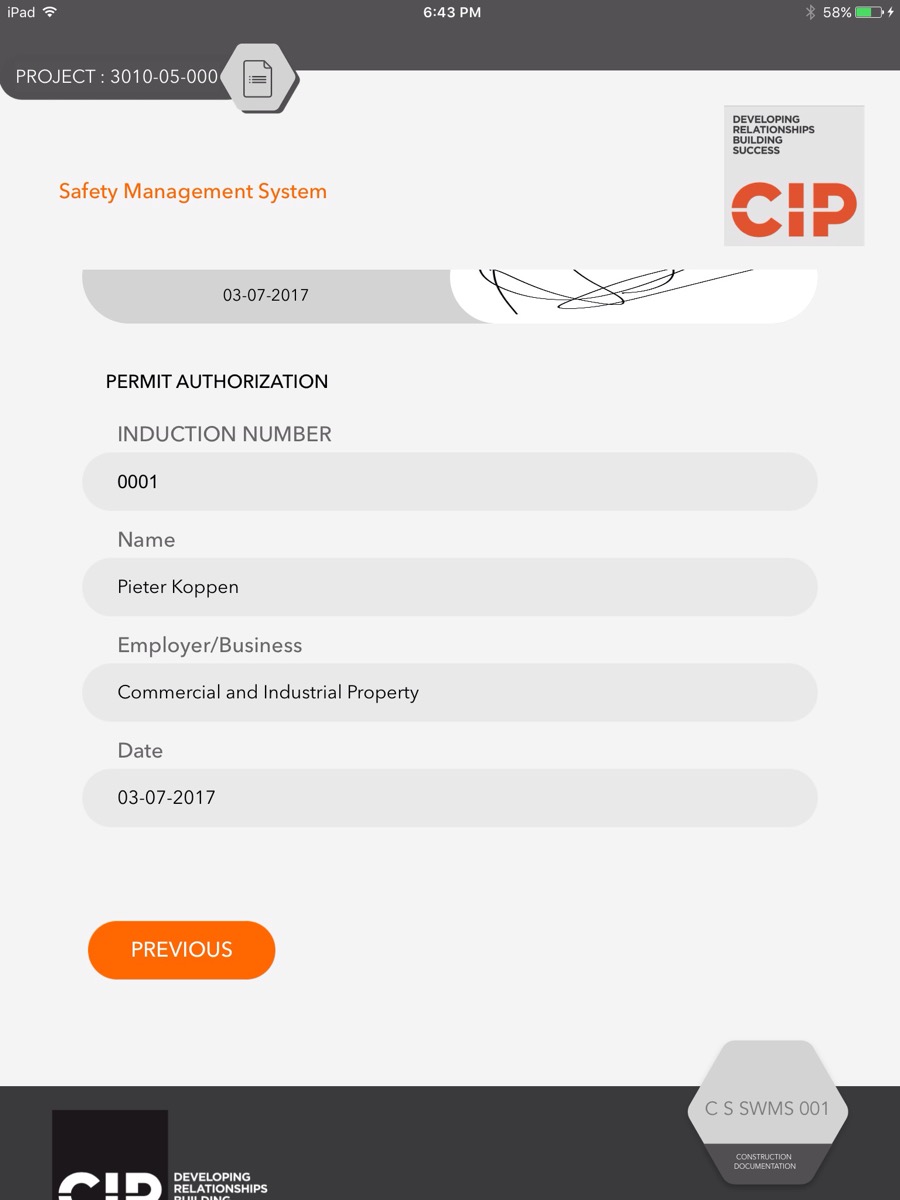 iPad 6:43 PM 58%
PROJECT : 3010-05-000
DEVELOPING
RELATIONSHIPS
BUILDING
SUCCESS
CIP
Safety Management System
03-07-2017
PERMIT AUTHORIZATION
INDUCTION NUMBER
0001
Name
Pieter Koppen
Employer/Business
Commercial and Industrial Property
Date
03-07-2017
PREVIOUS
C S SWMS 001
CONSTRUCTION
DOCUMENTATION
CIP
DEVELOPING
RELATIONSHIPS
BUILDING